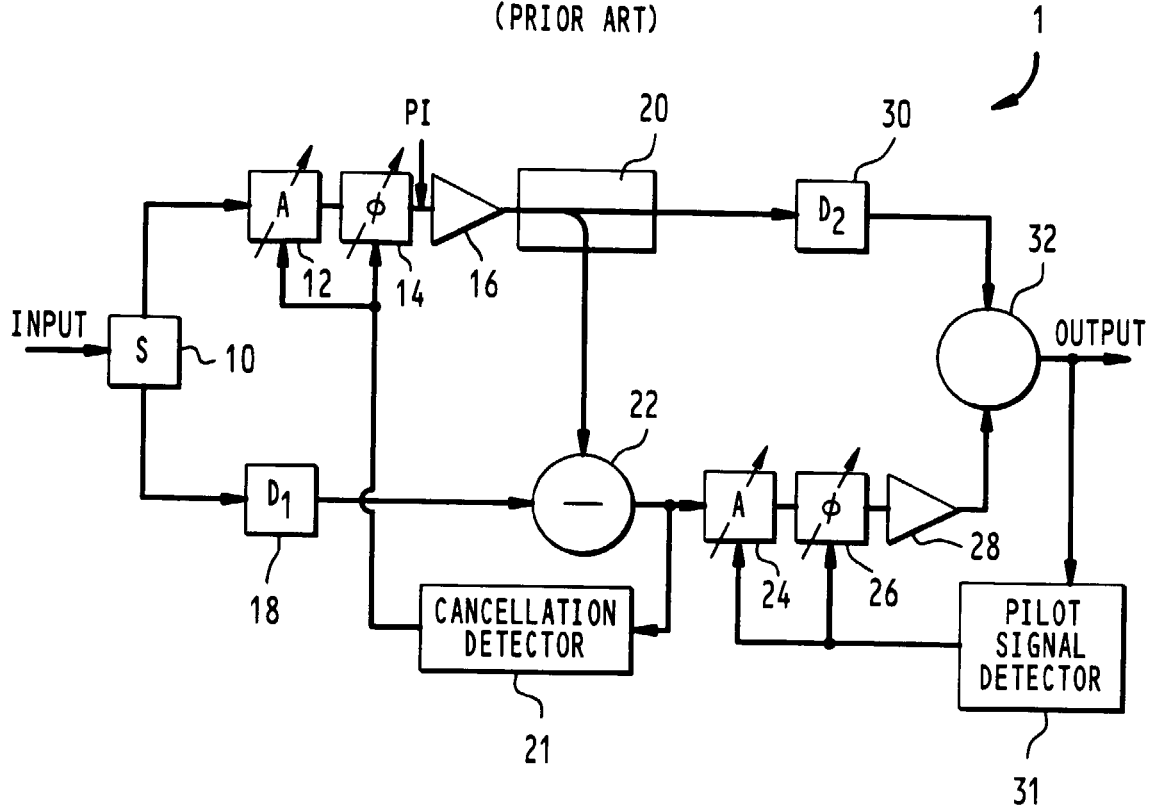 (PRIOR ART)
1
PI
20
30
A
ϕ
D2
12
14
16
32
INPUT
S
10
OUTPUT
22
D1
—
A
ϕ
18
24
26
28
CANCELLATION
DETECTOR
PILOT
SIGNAL
DETECTOR
21
31